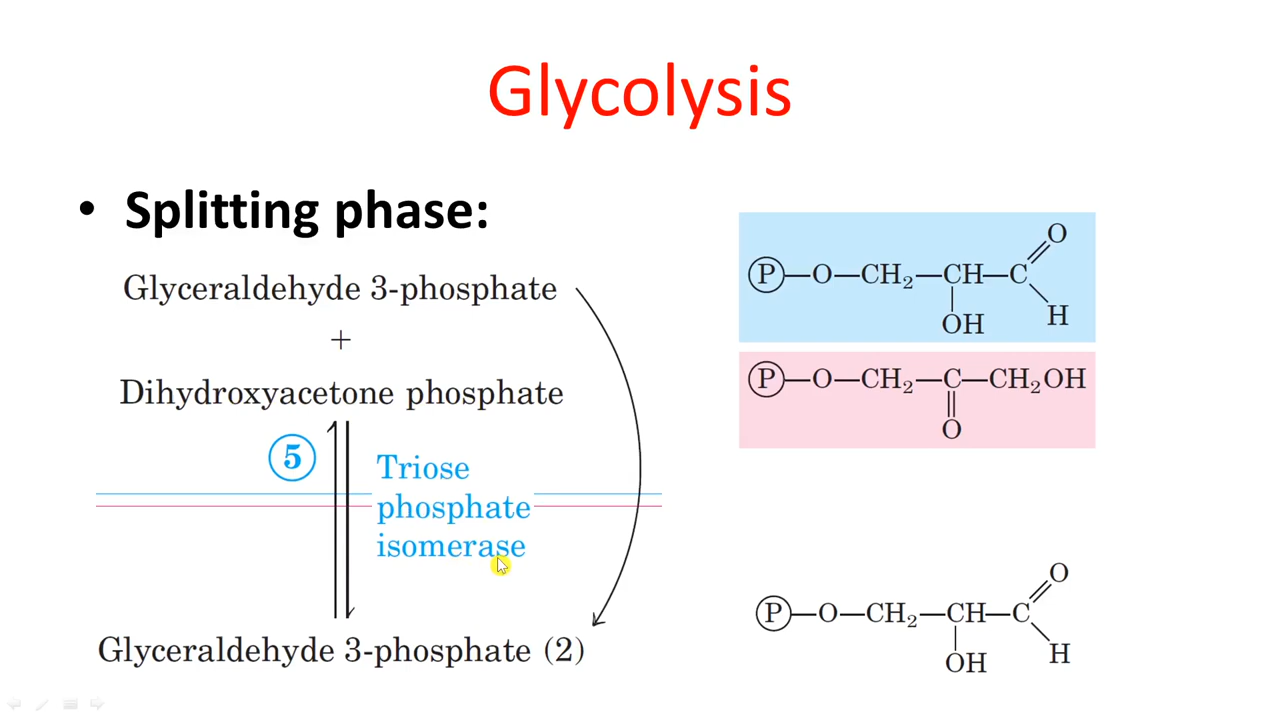 Glycolysis
• Splitting phase:
Glyceraldehyde 3-phosphate
+
Dihydroxyacetone phosphate
5
Triose
phosphate
isomerase
Glyceraldehyde 3-phosphate (2)
O
P—O—CH₂—CH—C
OH H
P—O—CH₂—C—CH₂OH
O
O
P—O—CH₂—CH—C
OH H